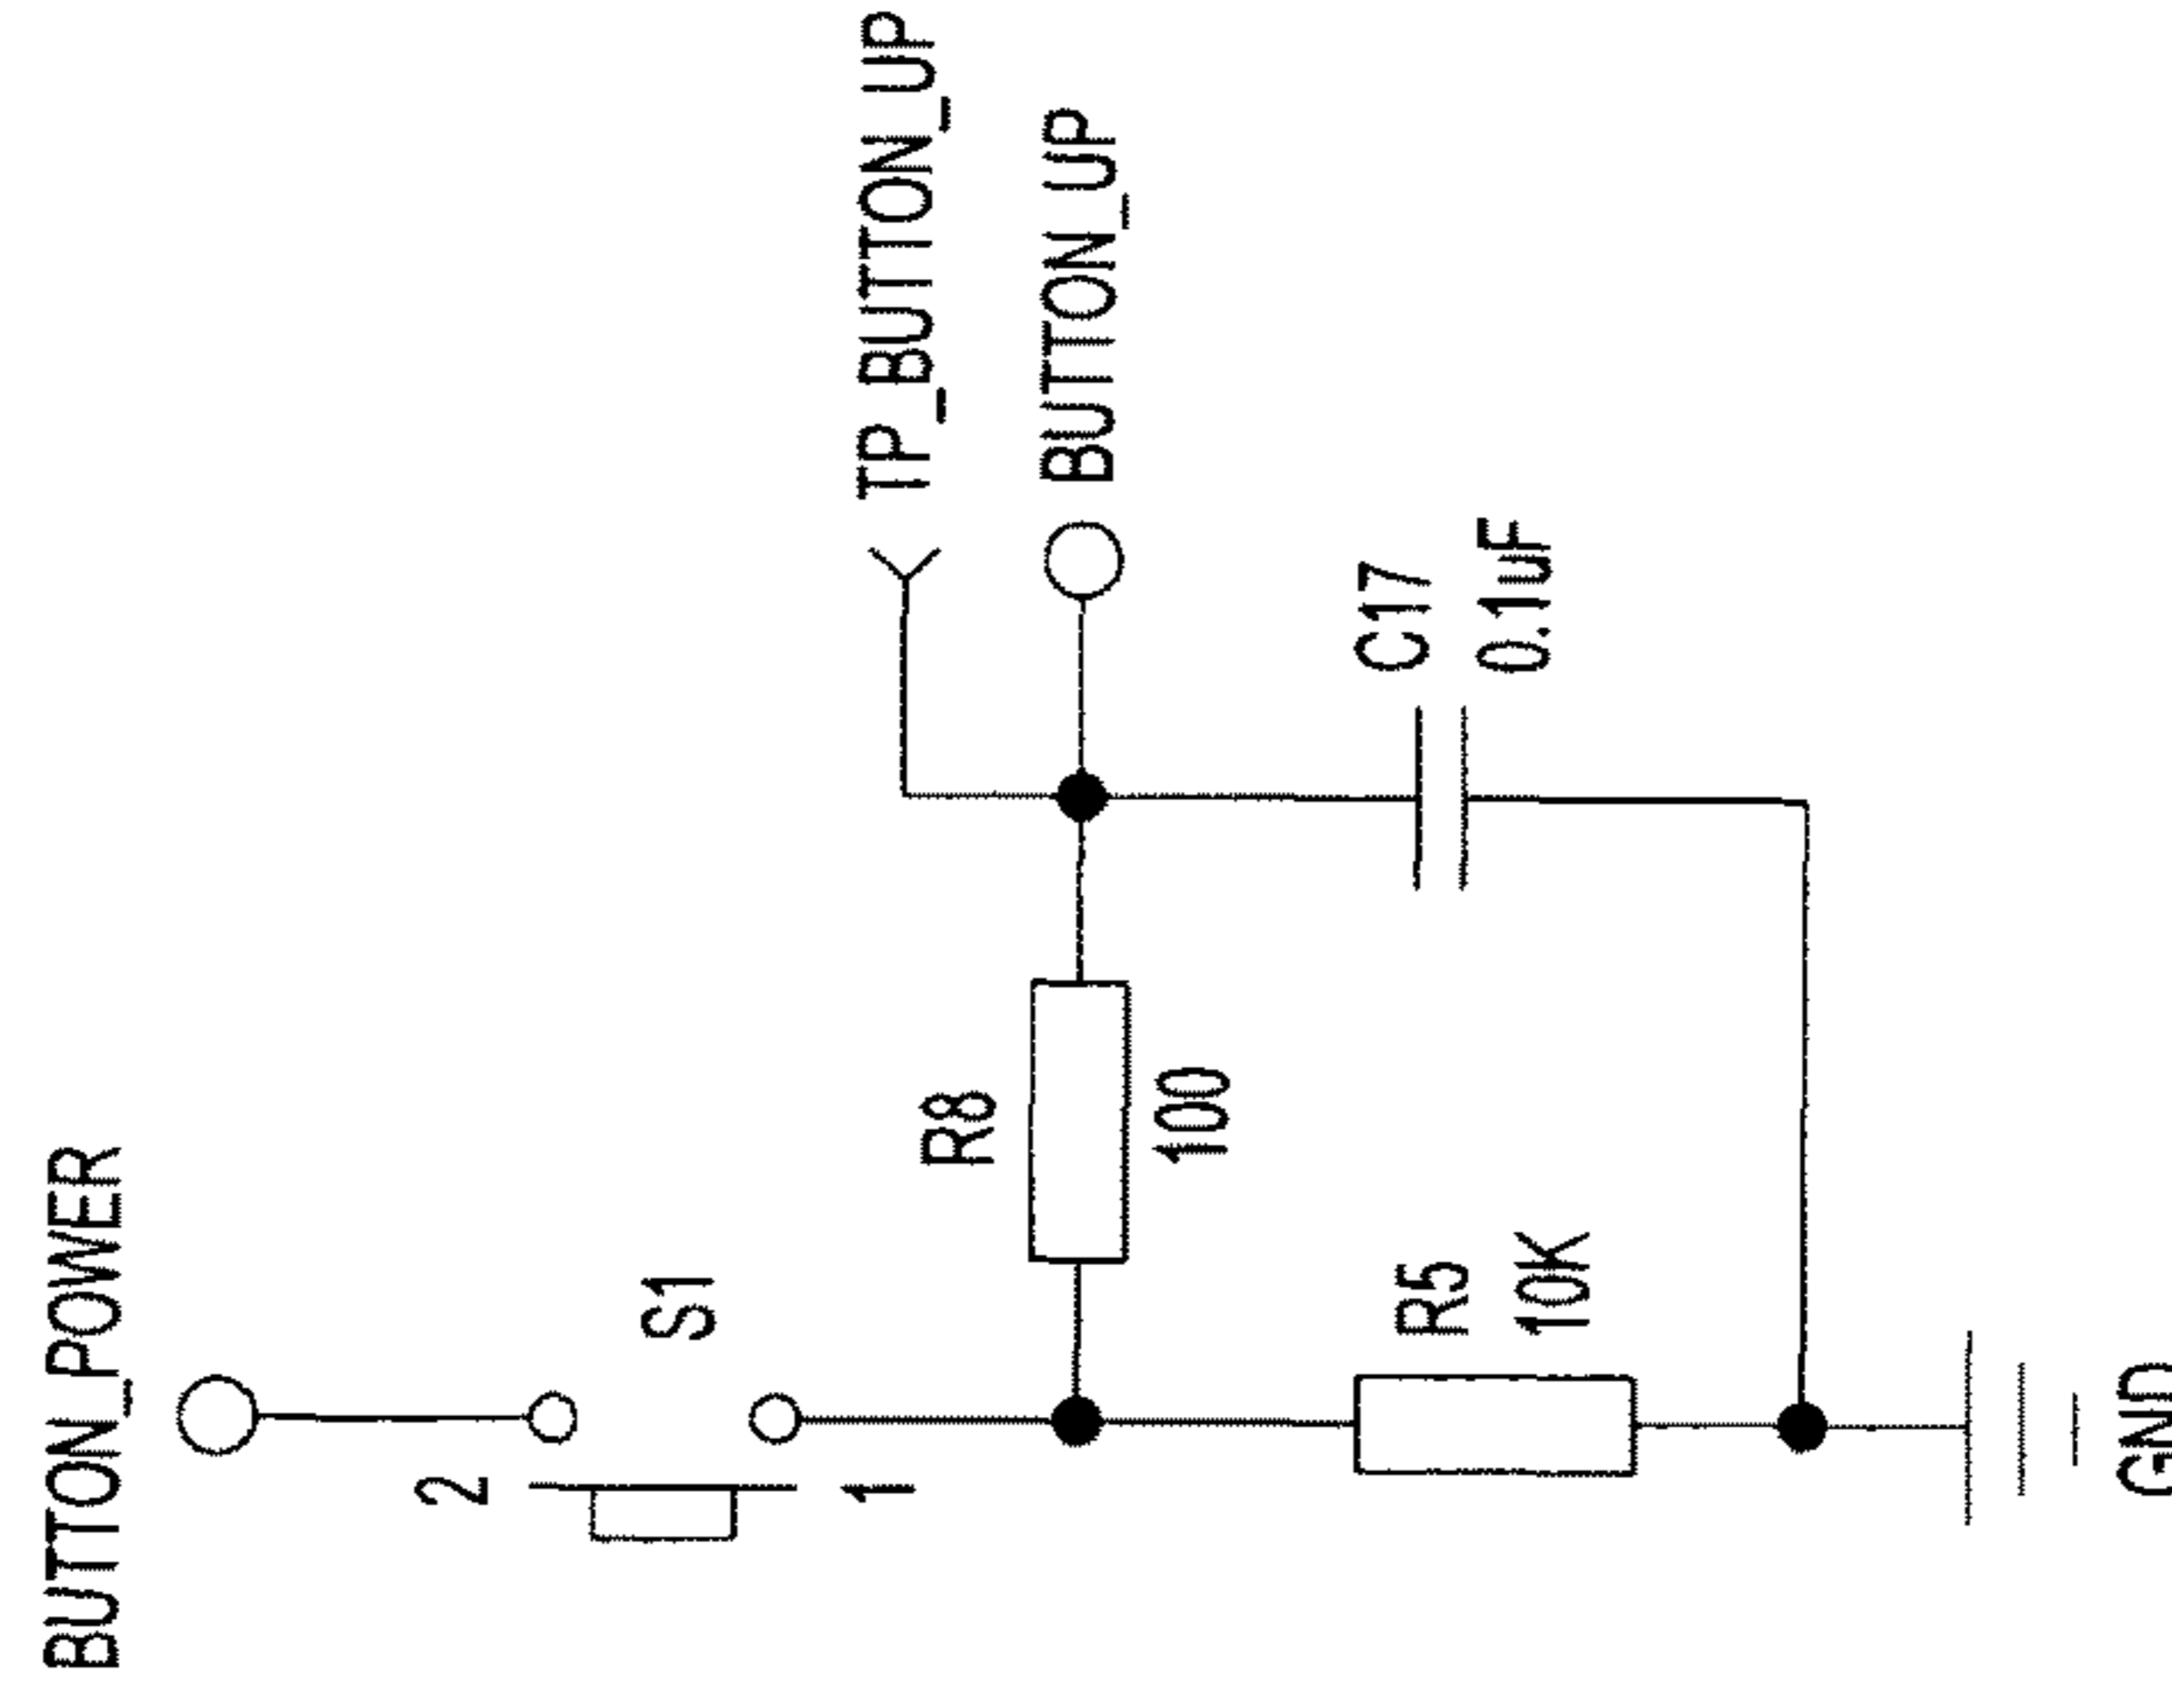 TP_BUTTON_UP
BUTTON_UP
C17
0.1uF
R8
100
BUTTON_POWER
S1
2
1
R5
10K
GND